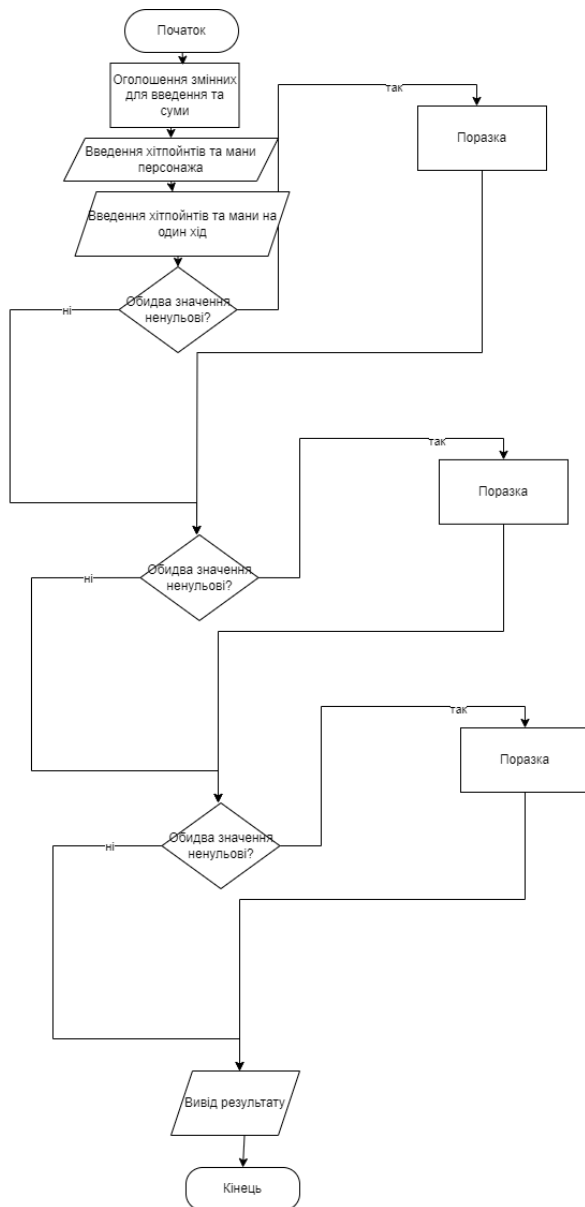 Початок
Оголошення змінних
для введення та
суми
так
Поразка
Введення хітпойнтів та мани
персонажа
Введення хітпойнтів та мани на
один хід
ні
Обидва значення
ненульові?
так
Поразка
ні
Обидва значення
ненульові?
так
Поразка
ні
Обидва значення
ненульові?
Вивід результату
Кінець